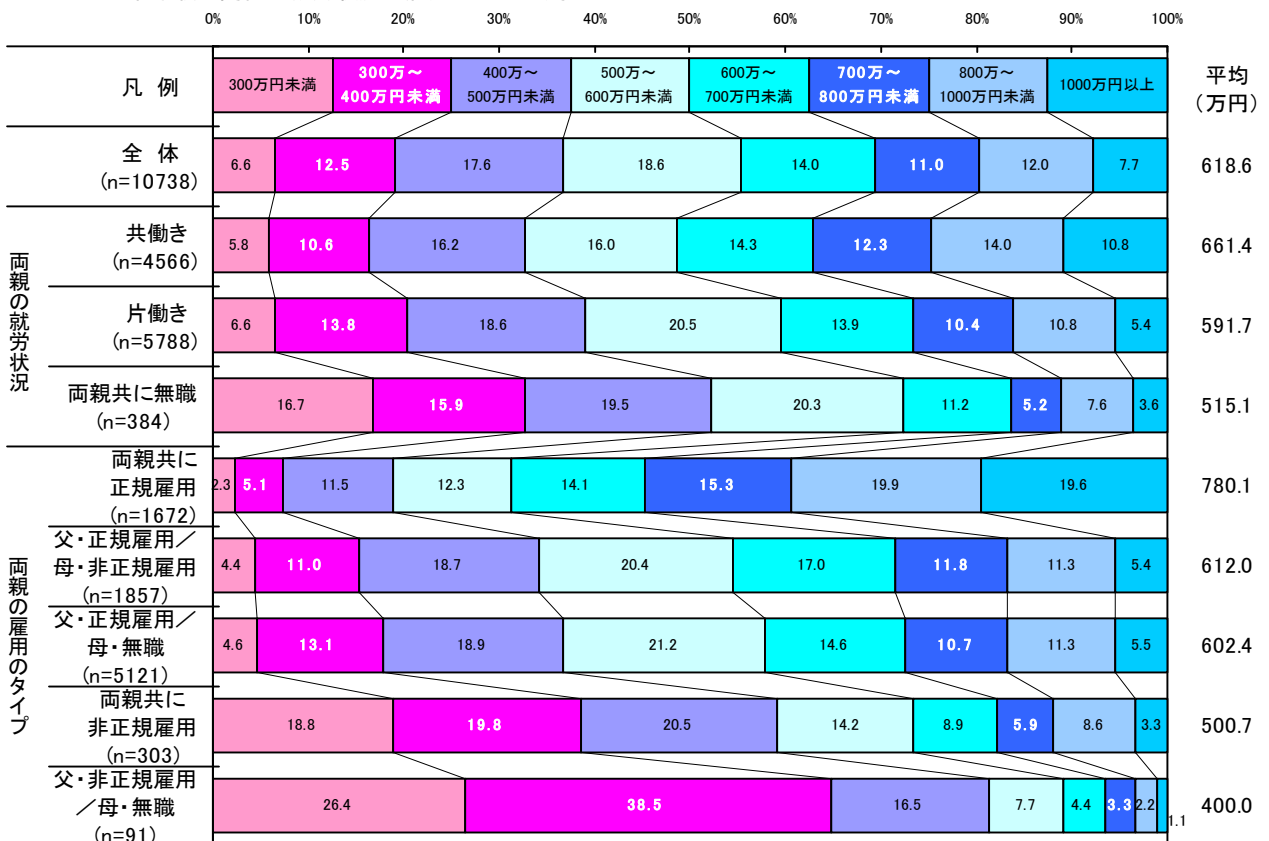 0% 10% 20% 30% 40% 50% 60% 70% 80% 90% 100%
凡 例
300万円未満
300万～
400万円未満
400万～
500万円未満
500万～
600万円未満
600万～
700万円未満
700万～
800万円未満
800万～
1000万円未満
1000万円以上
平均
(万円)
全 体
(n=10738)
6.6 12.5 17.6 18.6 14.0 11.0 12.0 7.7 618.6
両親の就労状況
共働き
(n=4566)
5.8 10.6 16.2 16.0 14.3 12.3 14.0 10.8 661.4
片働き
(n=5788)
6.6 13.8 18.6 20.5 13.9 10.4 10.8 5.4 591.7
両親共に無職
(n=384)
16.7 15.9 19.5 20.3 11.2 5.2 7.6 3.6 515.1
両親の雇用のタイプ
両親共に
正規雇用
(n=1672)
2.3 5.1 11.5 12.3 14.1 15.3 19.9 19.6 780.1
父・正規雇用／
母・非正規雇用
(n=1857)
4.4 11.0 18.7 20.4 17.0 11.8 11.3 5.4 612.0
父・正規雇用／
母・無職
(n=5121)
4.6 13.1 18.9 21.2 14.6 10.7 11.3 5.5 602.4
両親共に
非正規雇用
(n=303)
18.8 19.8 20.5 14.2 8.9 5.9 8.6 3.3 500.7
父・非正規雇用
／母・無職
(n=91)
26.4 38.5 16.5 7.7 4.4 3.3 2.2 1.1 400.0